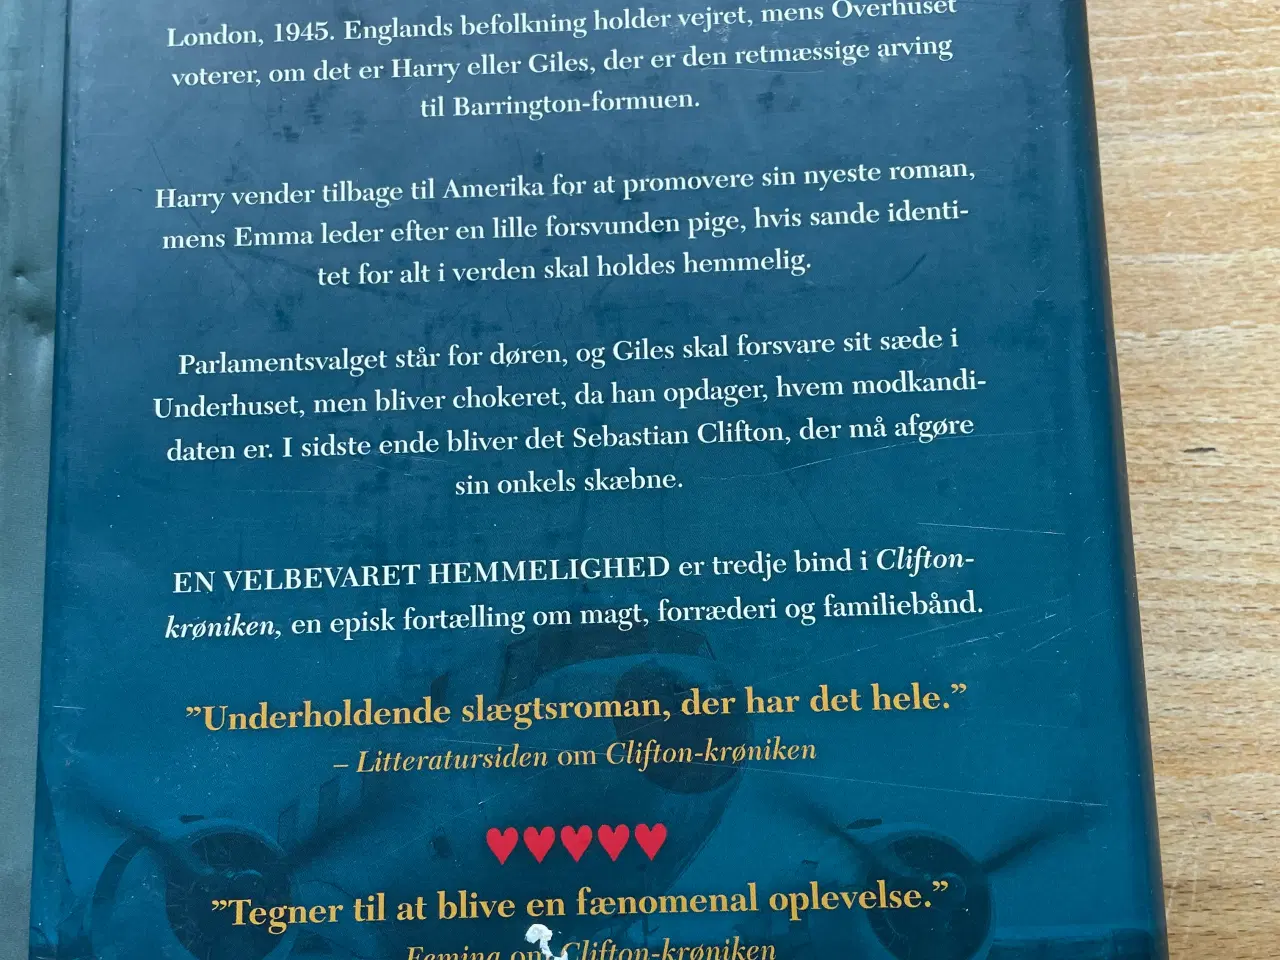 London, 1945. Englands befolkning holder vejret, mens Overhuset
voterer, om det er Harry eller Giles, der er den retmæssige arving
til Barrington-formuen.
Harry vender tilbage til Amerika for at promovere sin nyeste roman,
mens Emma leder efter en lille forsvunden pige, hvis sande identi-
tet for alt i verden skal holdes hemmelig.
Parlamentsvalget står for døren, og Giles skal forsvare sit sæde i
Underhuset, men bliver chokeret, da han opdager, hvem modkandi-
daten er. I sidste ende bliver det Sebastian Clifton, der må afgøre
sin onkels skæbne.
EN VELBEVARET HEMMELIGHED er tredje bind i Clifton-
krøniken, en episk fortælling om magt, forræderi og familiebånd.
”Underholdende slægtsroman, der har det hele.”
– Litteratursiden om Clifton-krøniken
♥♥♥♥♥
”Tegner til at blive en fænomenal oplevelse.”
Femina om Clifton-krøniken